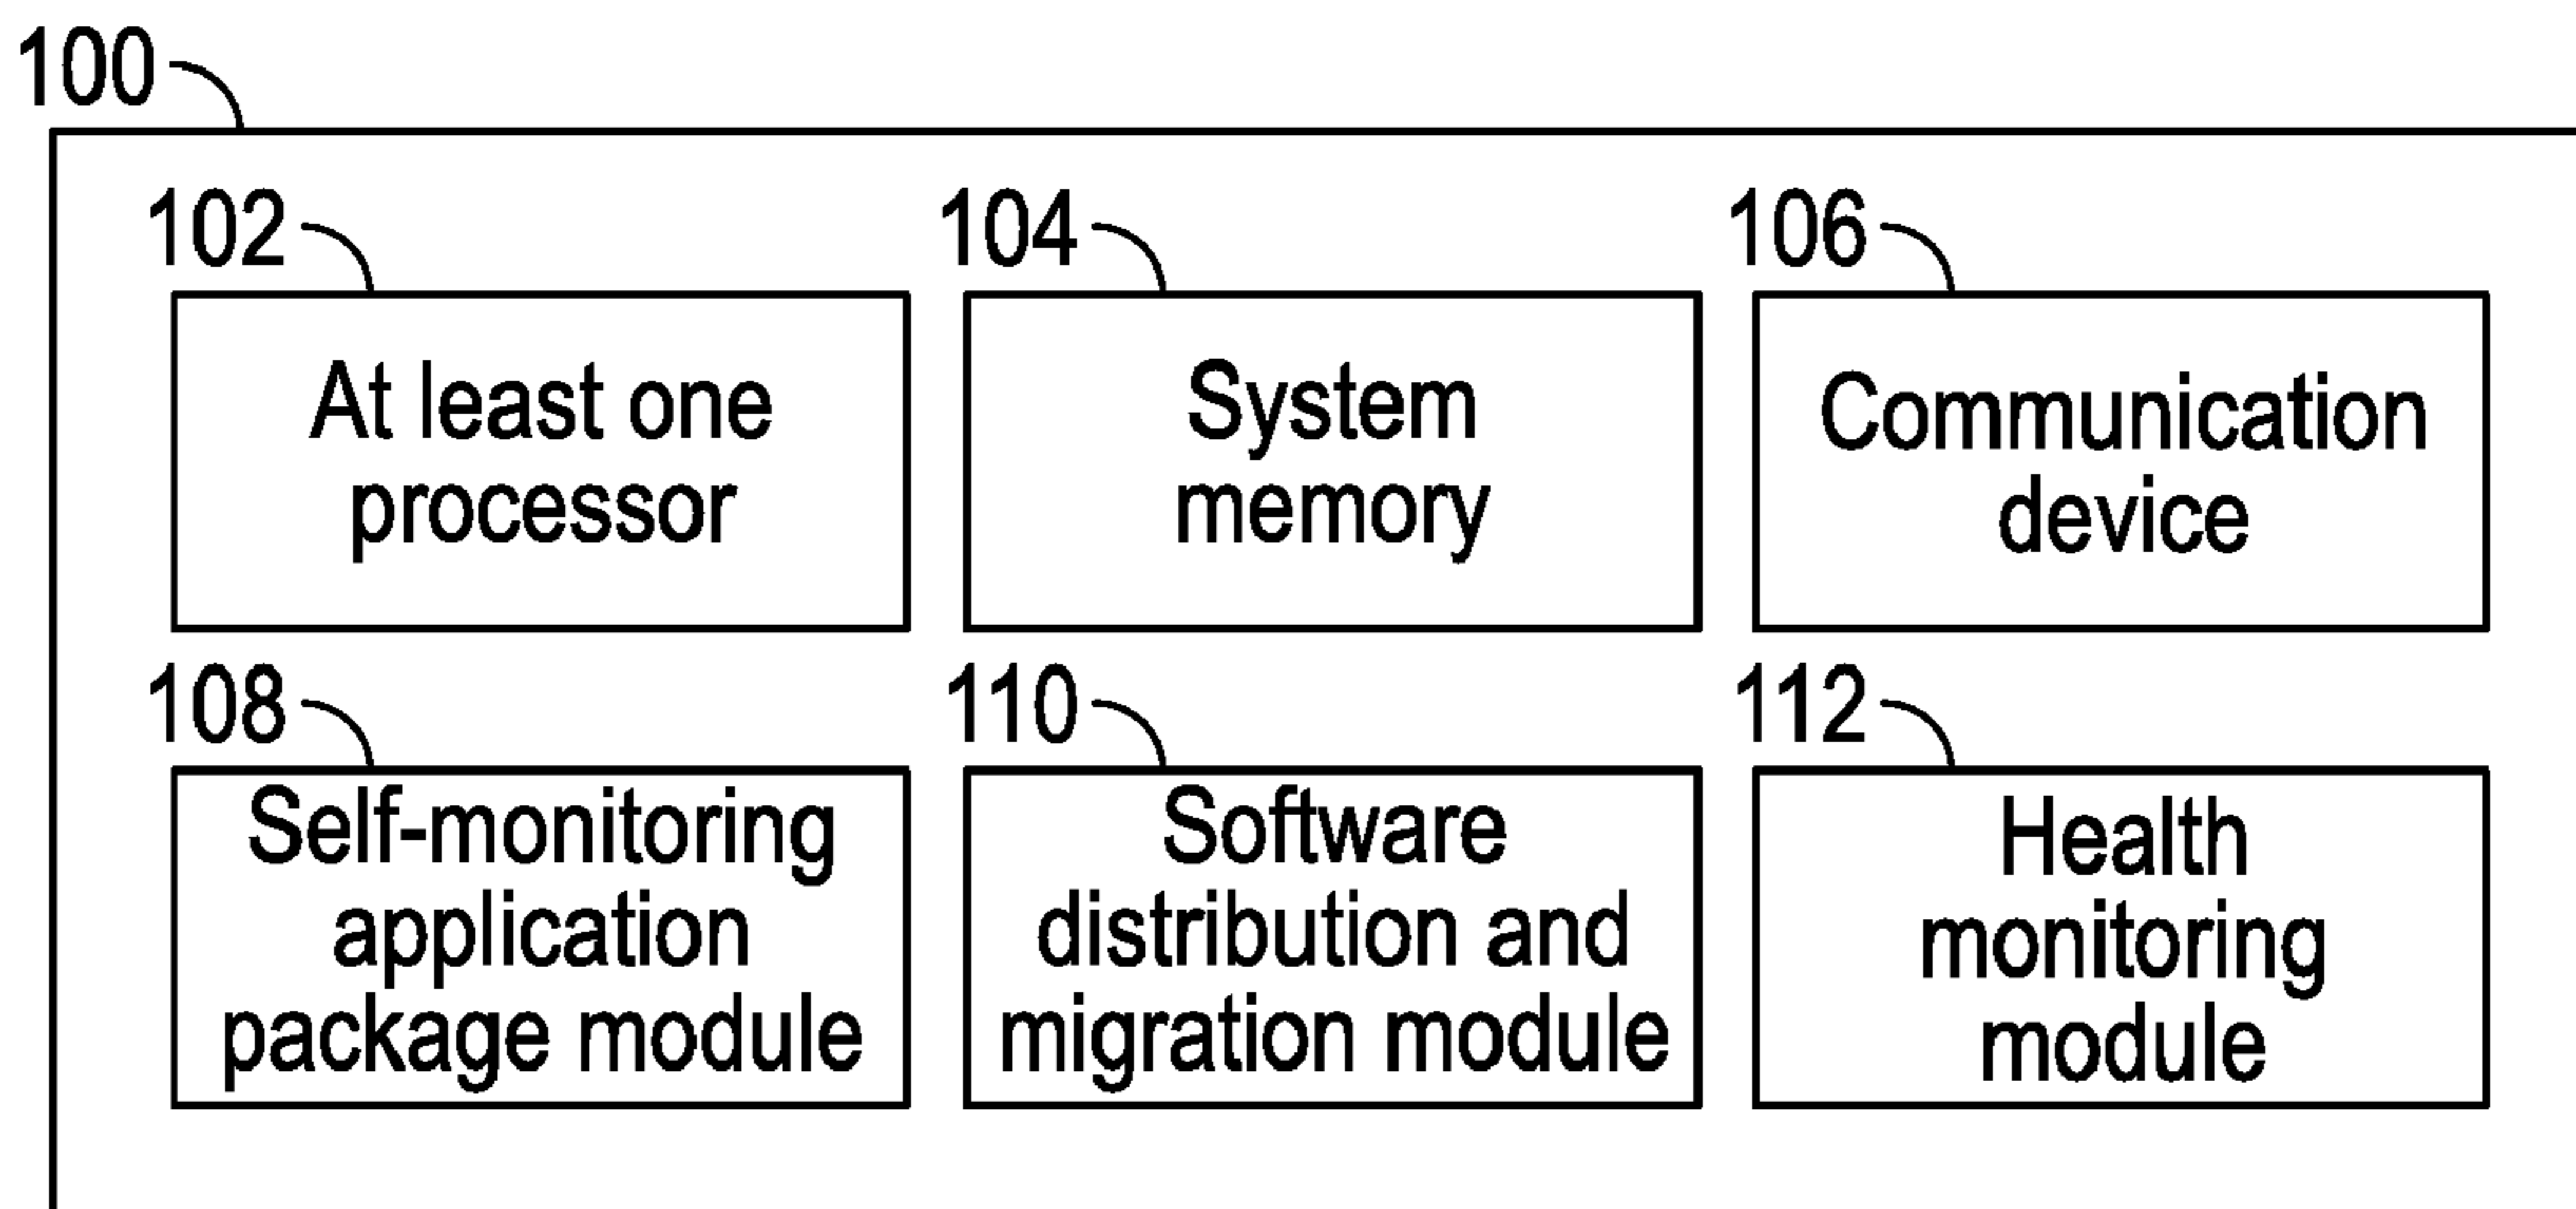 100
102
104
106
At least one
processor
System
memory
Communication
device
108
110
112
Self-monitoring
application
package module
Software
distribution and
migration module
Health
monitoring
module